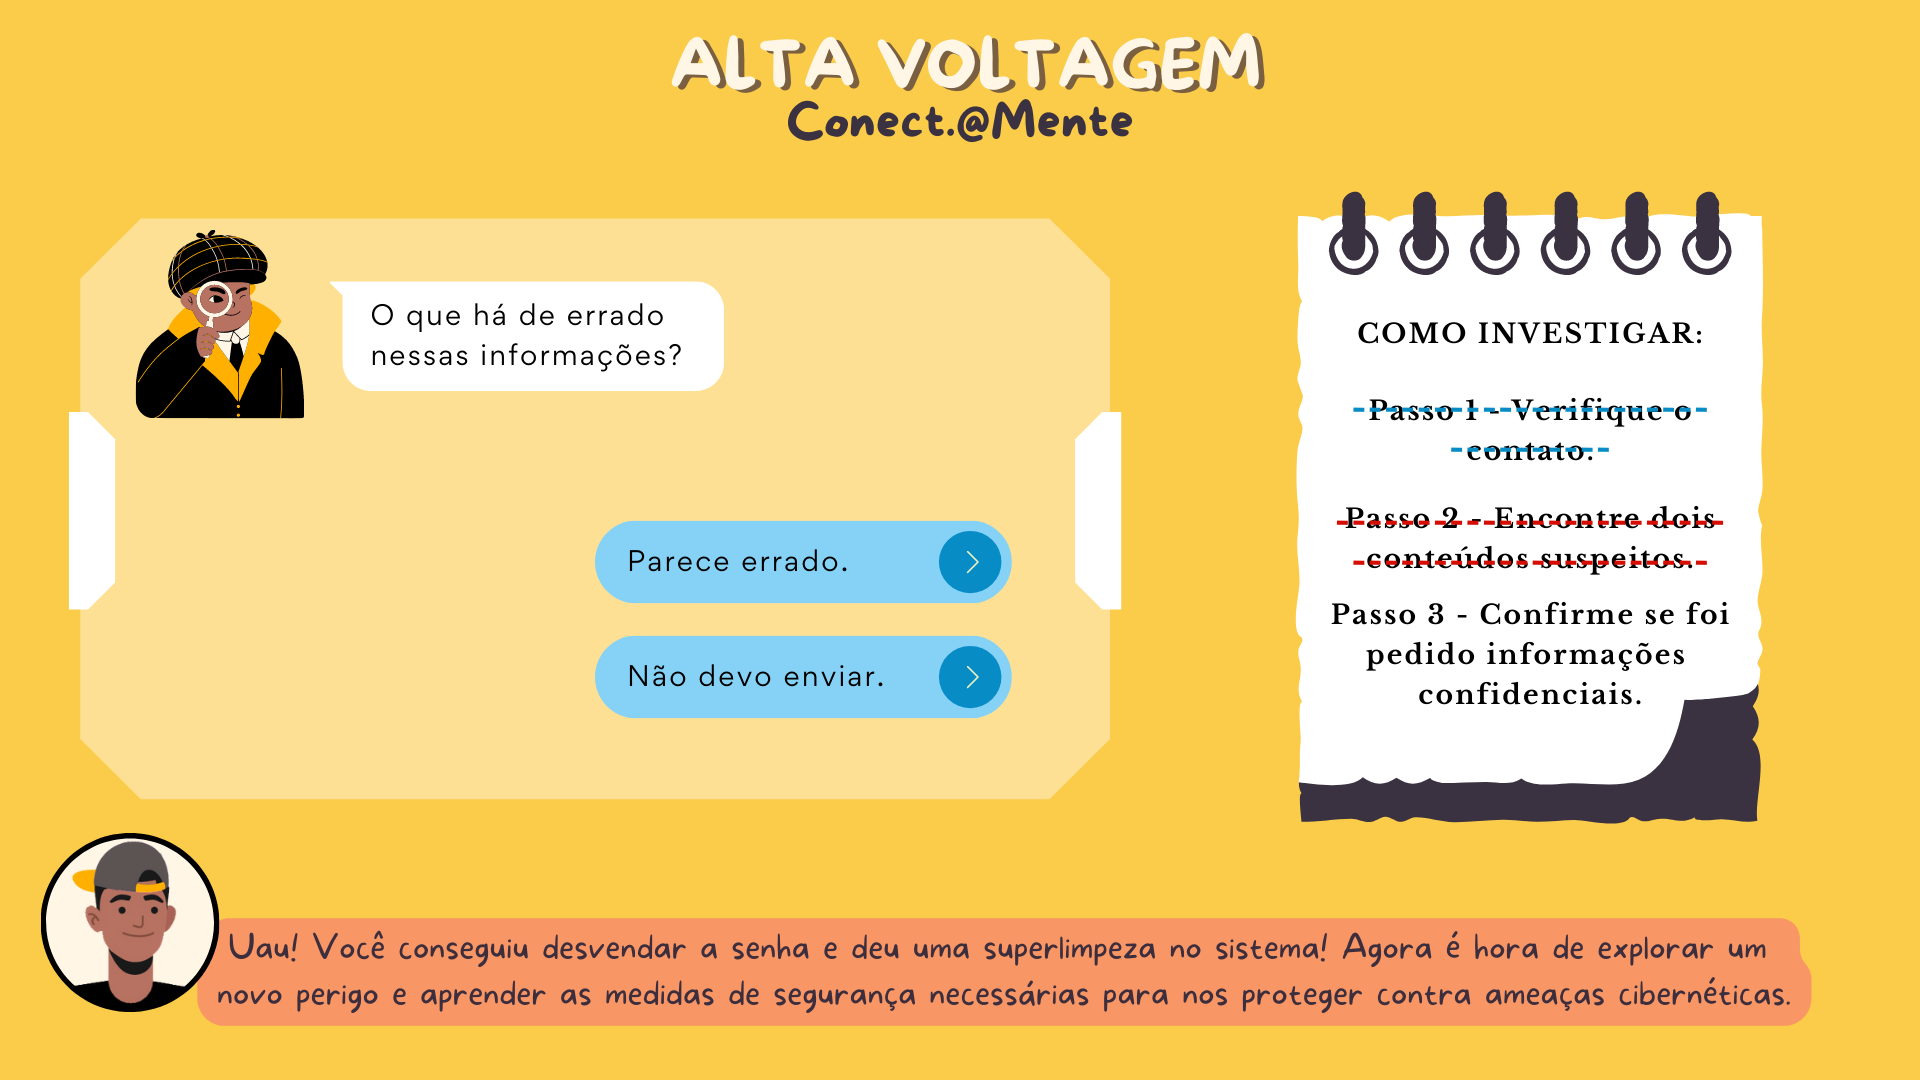 ALTA VOLTAGEM
Conect.@Mente
O que há de errado
nessas informações?
Parece errado.
Não devo enviar.
COMO INVESTIGAR:
Passo 1 - Verifique o
contato.
Passo 2 - Encontre dois
conteúdos suspeitos.
Passo 3 - Confirme se foi
pedido informações
confidenciais.
Uau! Você conseguiu desvendar a senha e deu uma superlimpeza no sistema! Agora é hora de explorar um
novo perigo e aprender as medidas de segurança necessárias para nos proteger contra ameaças cibernéticas.